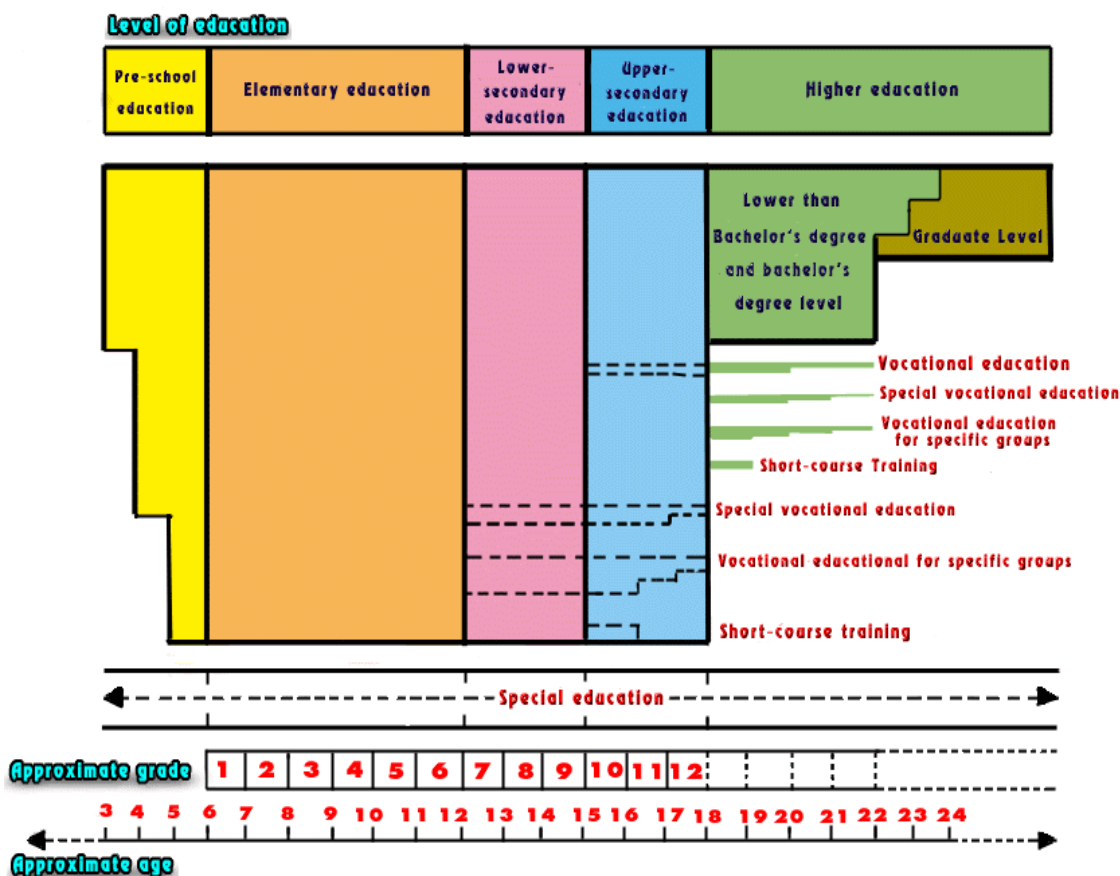 Level of education
Pre-school
education
Elementary education
Lower-
secondary
education
Upper-
secondary
education
Higher education
Lower than
Bachelor's degree
and bachelor's
degree level
Graduate Level
Vocational education
Special vocational education
Vocational education
for specific groups
Short-course Training
Special vocational education
Vocational educational for specific groups
Short-course training
Special education
Approximate grade
1 2 3 4 5 6 7 8 9 10 11 12
3 4 5 6 7 8 9 10 11 12 13 14 15 16 17 18 19 20 21 22 23 24
Approximate age